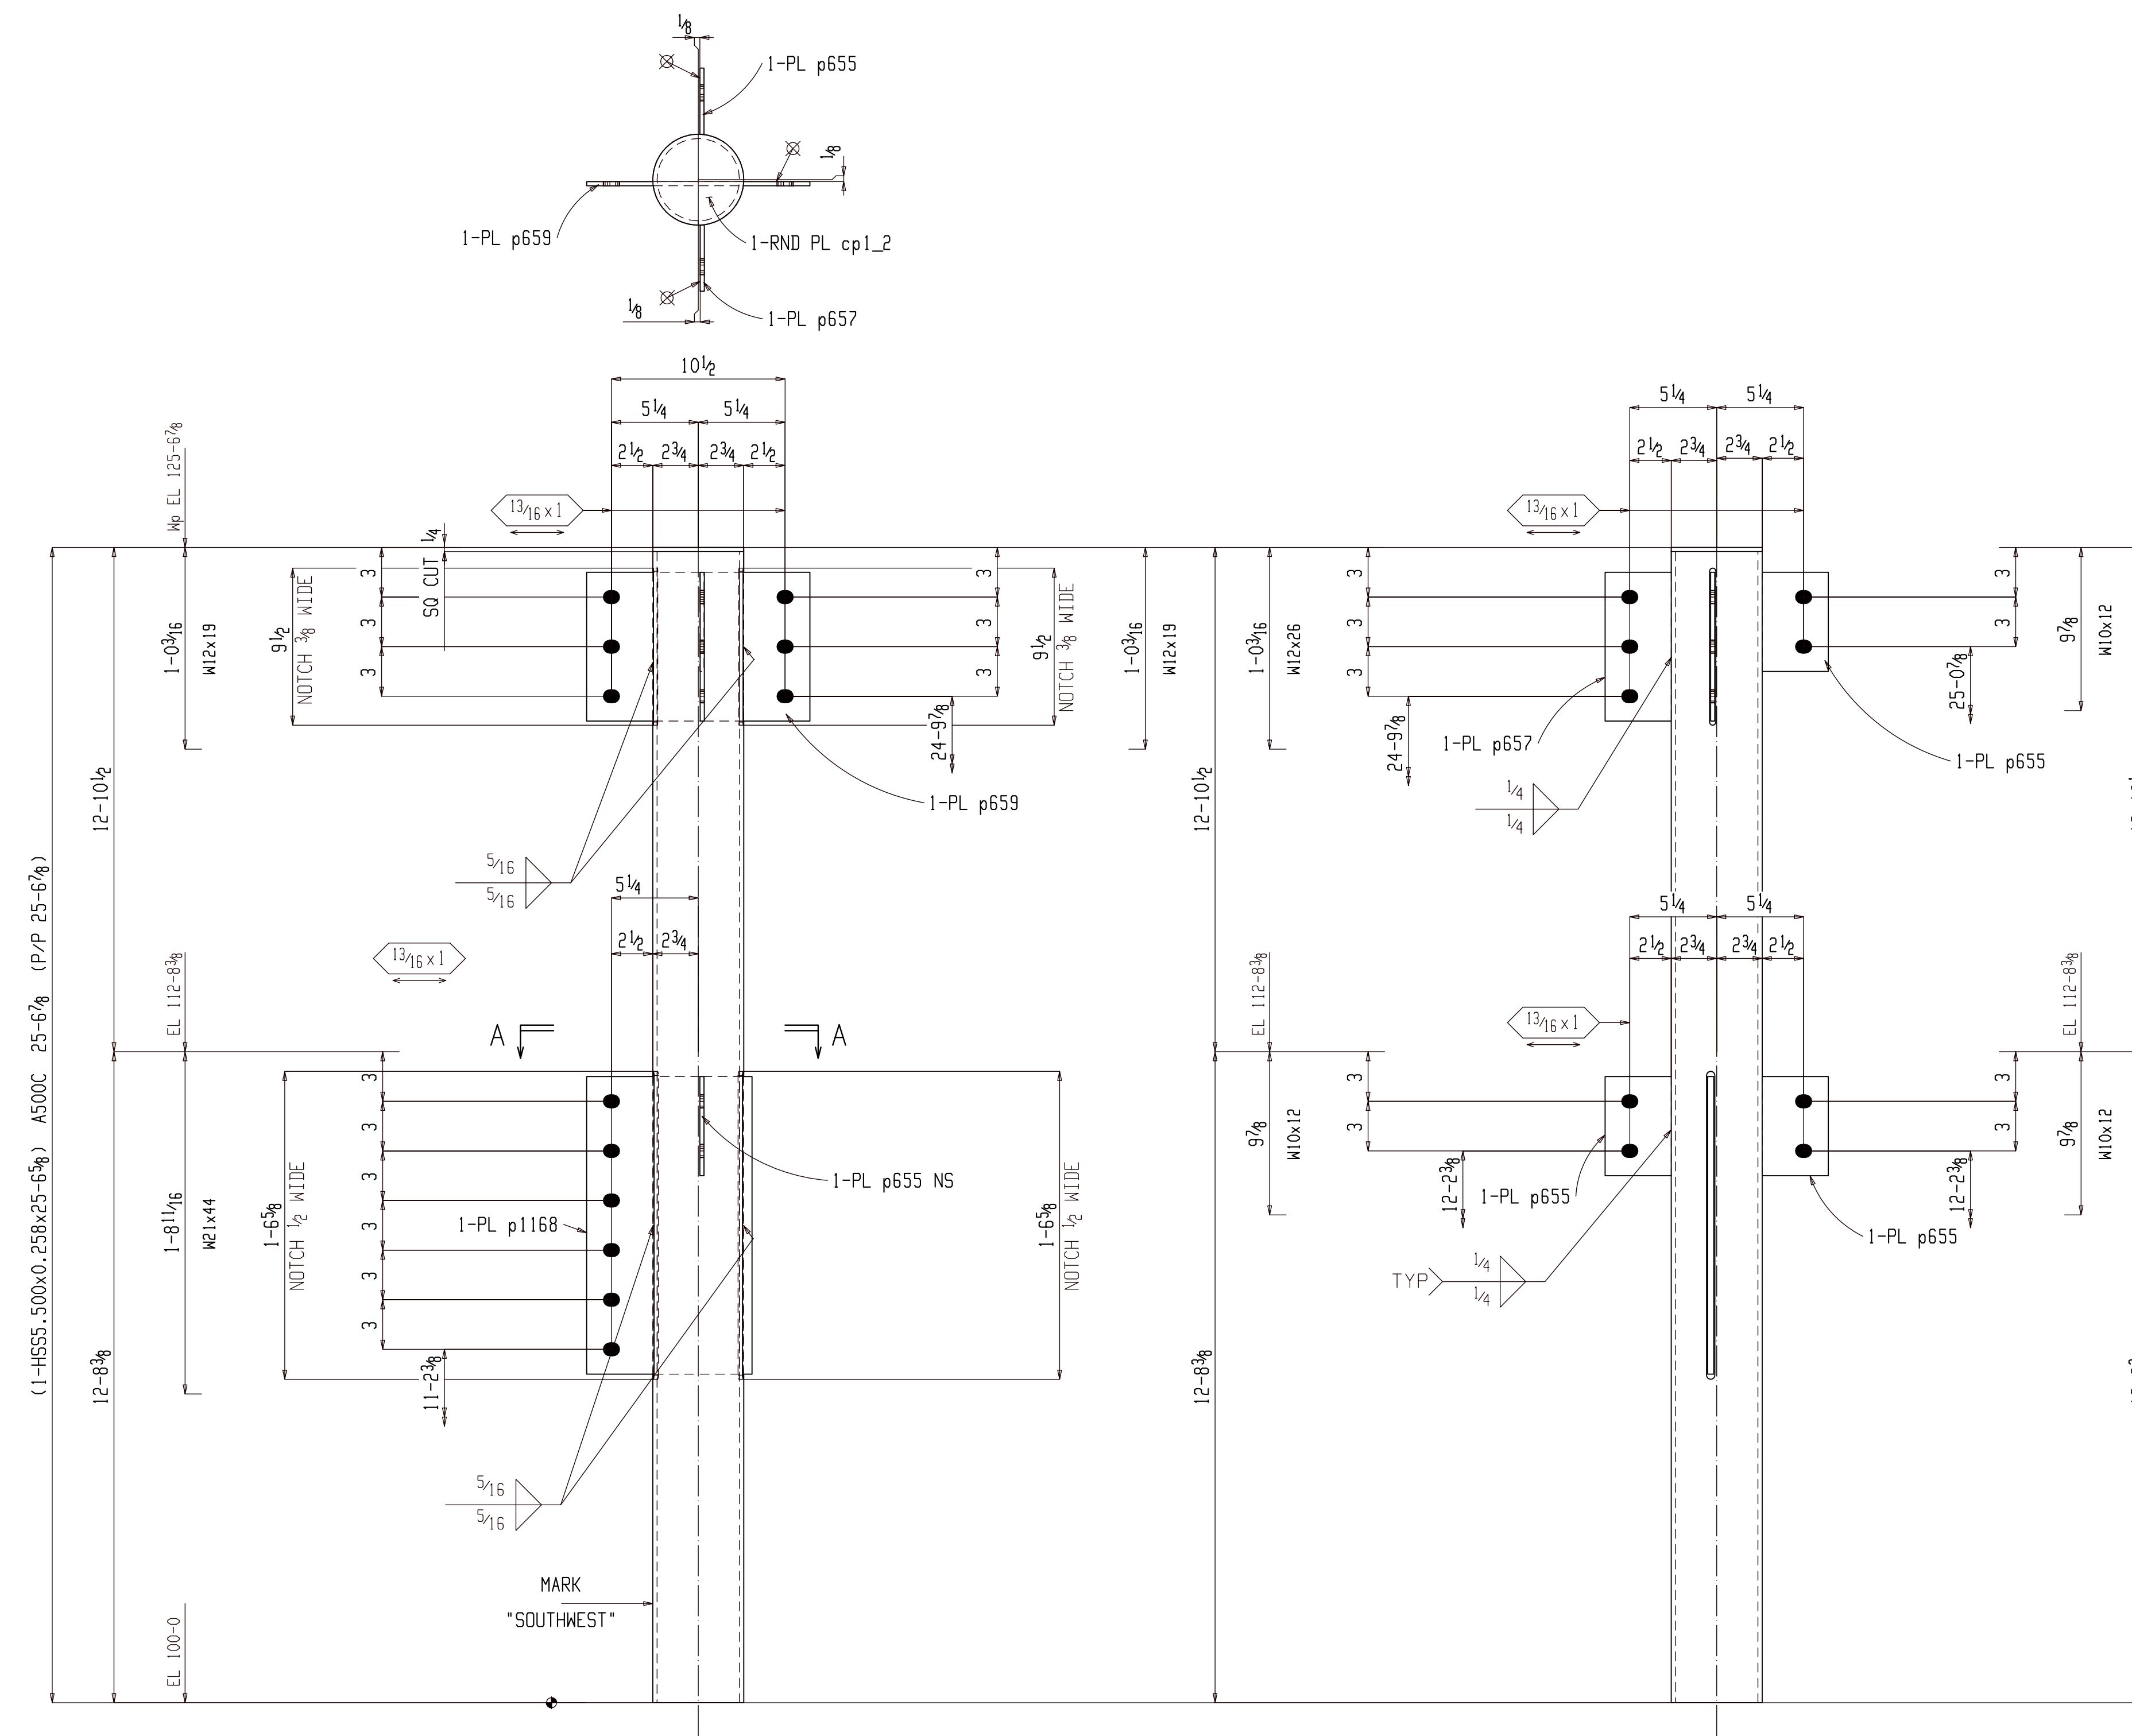 1/8
1-PL p655
1/8
1-PL p659
1-RND PL cp1_2
1/8
1-PL p657
10 1/2
5 1/4 5 1/4
2 1/2 2 3/4 2 3/4 2 1/2
13/16 x 1
Wp EL 125-6 7/8
1/4
SQ CUT
3
3
3
9 1/2
NOTCH 3/8 WIDE
1-0 3/16
W12x19
12-10 1/2
3
3
3
9 1/2
NOTCH 3/8 WIDE
1-0 3/16
W12x19
24-9 7/8
1-PL p659
5/16
5/16
5 1/4
2 1/2 2 3/4
13/16 x 1
A A
EL 112-8 3/8
(1-HSS5.500x0.258x25-6 5/8) A500C 25-6 7/8 (P/P 25-6 7/8)
3
3
3
3
3
3
1-6 5/8
NOTCH 1/2 WIDE
1-8 11/16
W21x44
12-8 3/8
1-PL p1168
1-PL p655 NS
1-6 5/8
NOTCH 1/2 WIDE
11-2 3/8
5/16
5/16
MARK
"SOUTHWEST"
EL 100-0
5 1/4 5 1/4
2 1/2 2 3/4 2 3/4 2 1/2
13/16 x 1
3
3
3
1-0 3/16
W12x26
12-10 1/2
24-9 7/8
1-PL p657
1/4
1/4
3
3
9 7/8
W10x12
25-0 7/8
1-PL p655
5 1/4 5 1/4
2 1/2 2 3/4 2 3/4 2 1/2
13/16 x 1
EL 112-8 3/8
EL 112-8 3/8
3
3
9 7/8
W10x12
12-2 3/8
1-PL p655
3
3
9 7/8
W10x12
12-2 3/8
1-PL p655
TYP
1/4
1/4
12-8 3/8